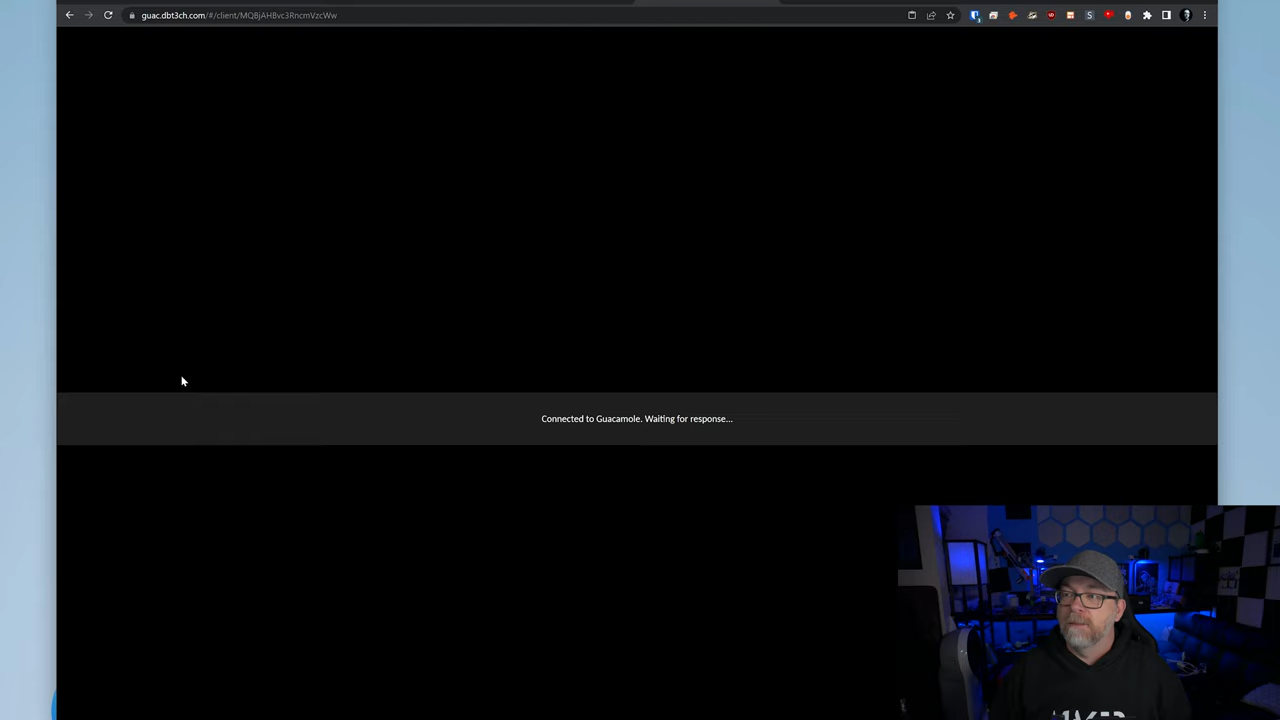 guac.dbt3ch.com/#/client/MQBjAHBvc3RncmVzcWw
Connected to Guacamole. Waiting for response...